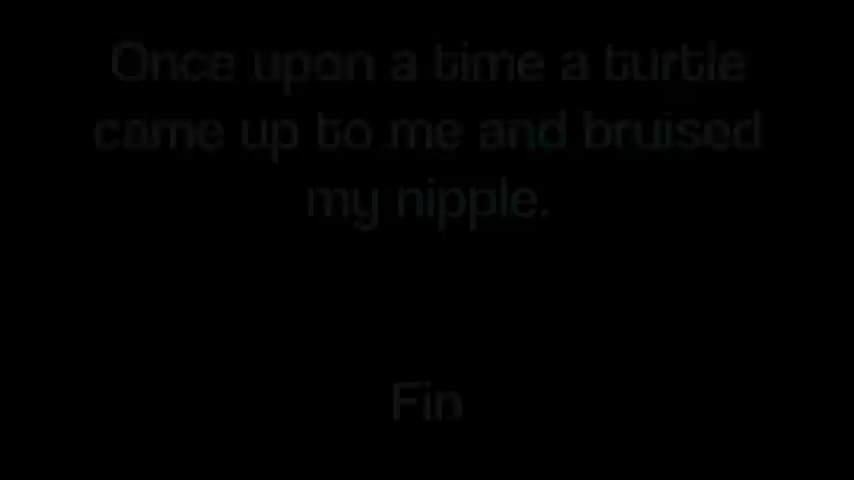 Once upon a time a turtle
came up to me and bruised
my nipple.
Fin